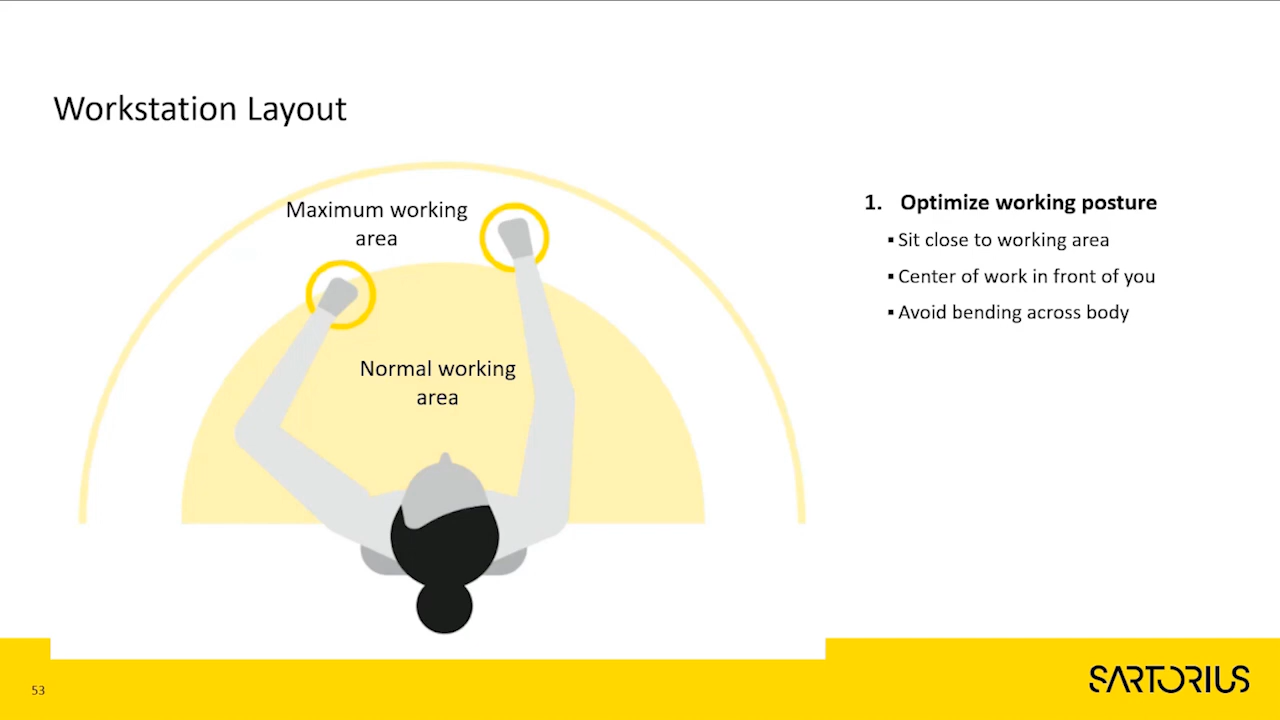 Workstation Layout
Maximum working
area
Normal working
area
1. Optimize working posture
▪ Sit close to working area
▪ Center of work in front of you
▪ Avoid bending across body
53
SARTORIUS